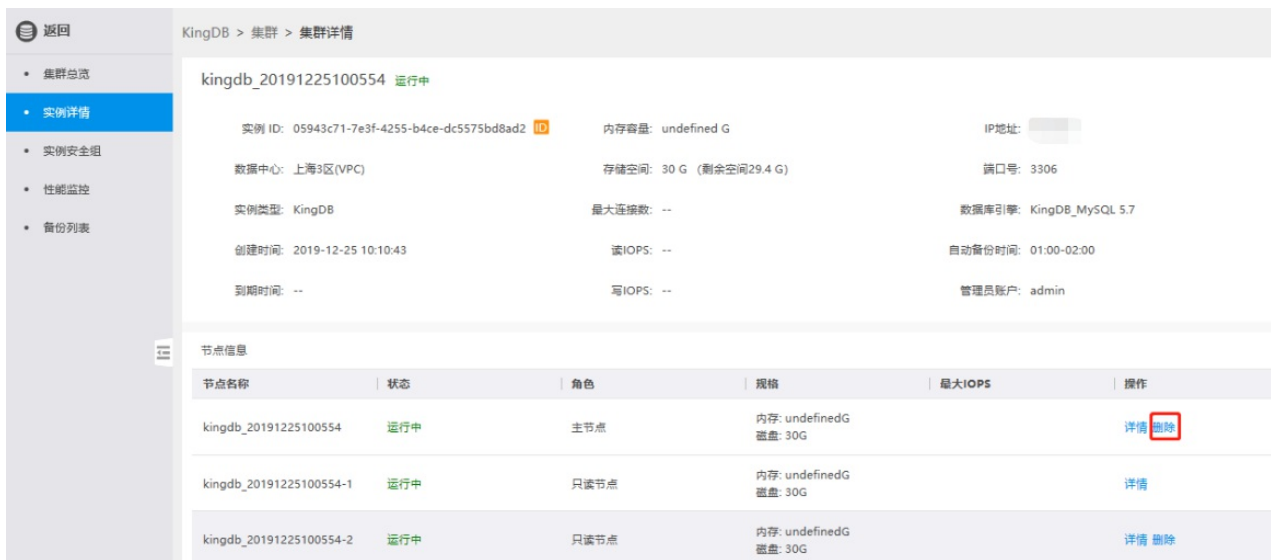 返回
KingDB > 集群 > 集群详情
• 集群总览
• 实例详情
• 实例安全组
• 性能监控
• 备份列表
kingdb_20191225100554 运行中
实例 ID: 05943c71-7e3f-4255-b4ce-dc5575bd8ad2 ID 内存容量: undefined G IP地址:
数据中心: 上海3区(VPC) 存储空间: 30 G (剩余空间29.4 G) 端口号: 3306
实例类型: KingDB 最大连接数: -- 数据库引擎: KingDB_MySQL 5.7
创建时间: 2019-12-25 10:10:43 读IOPS: -- 自动备份时间: 01:00-02:00
到期时间: -- 写IOPS: -- 管理员账户: admin
节点信息
节点名称 状态 角色 规格 最大IOPS 操作
kingdb_20191225100554 运行中 主节点 内存: undefinedG 详情 删除
磁盘: 30G
kingdb_20191225100554-1 运行中 只读节点 内存: undefinedG 详情
磁盘: 30G
kingdb_20191225100554-2 运行中 只读节点 内存: undefinedG 详情 删除
磁盘: 30G